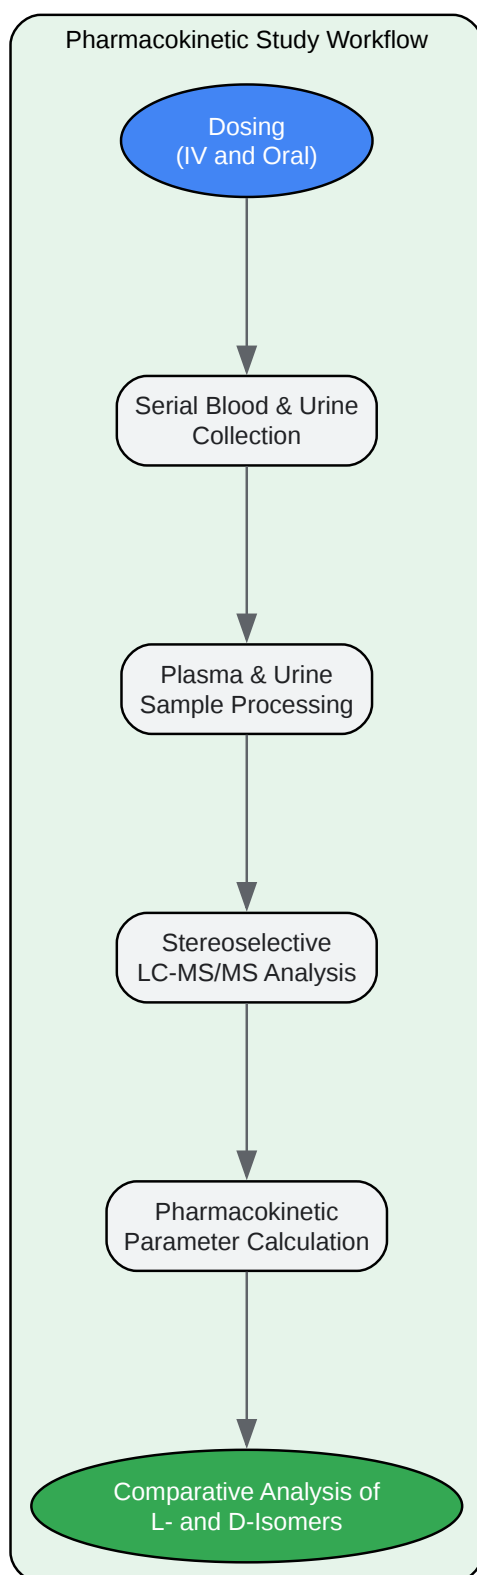 Pharmacokinetic Study Workflow
Dosing
(IV and Oral)
Serial Blood & Urine
Collection
Plasma & Urine
Sample Processing
Stereoselective
LC-MS/MS Analysis
Pharmacokinetic
Parameter Calculation
Comparative Analysis of
L- and D-Isomers